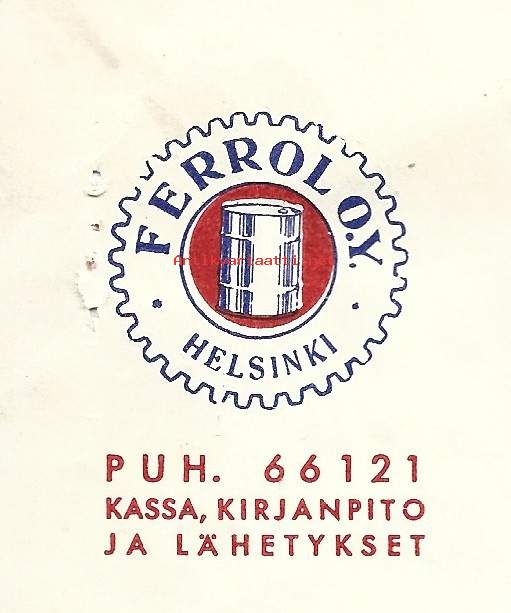 FERROL O.Y.
HELSINKI
PUH. 66121
KASSA, KIRJANPITO
JA LÄHETYKSET